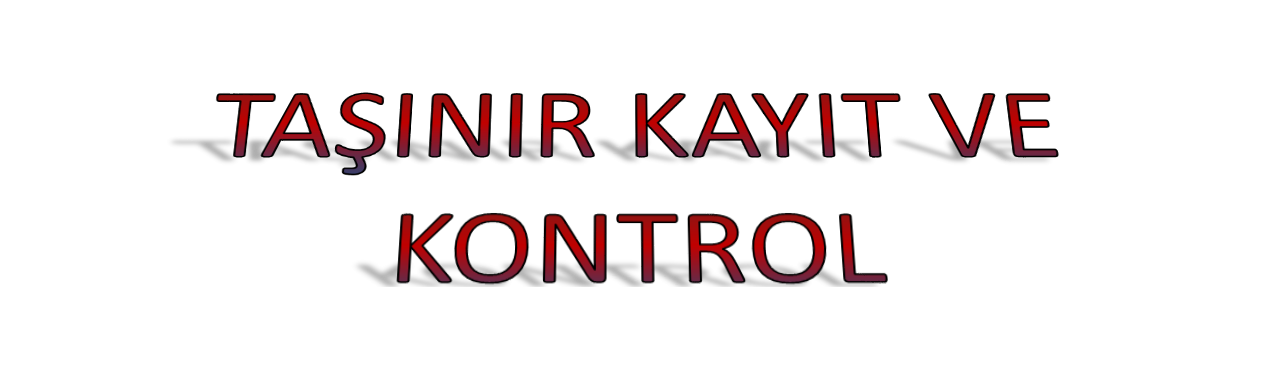 TAŞINIR KAYIT VE
KONTROL